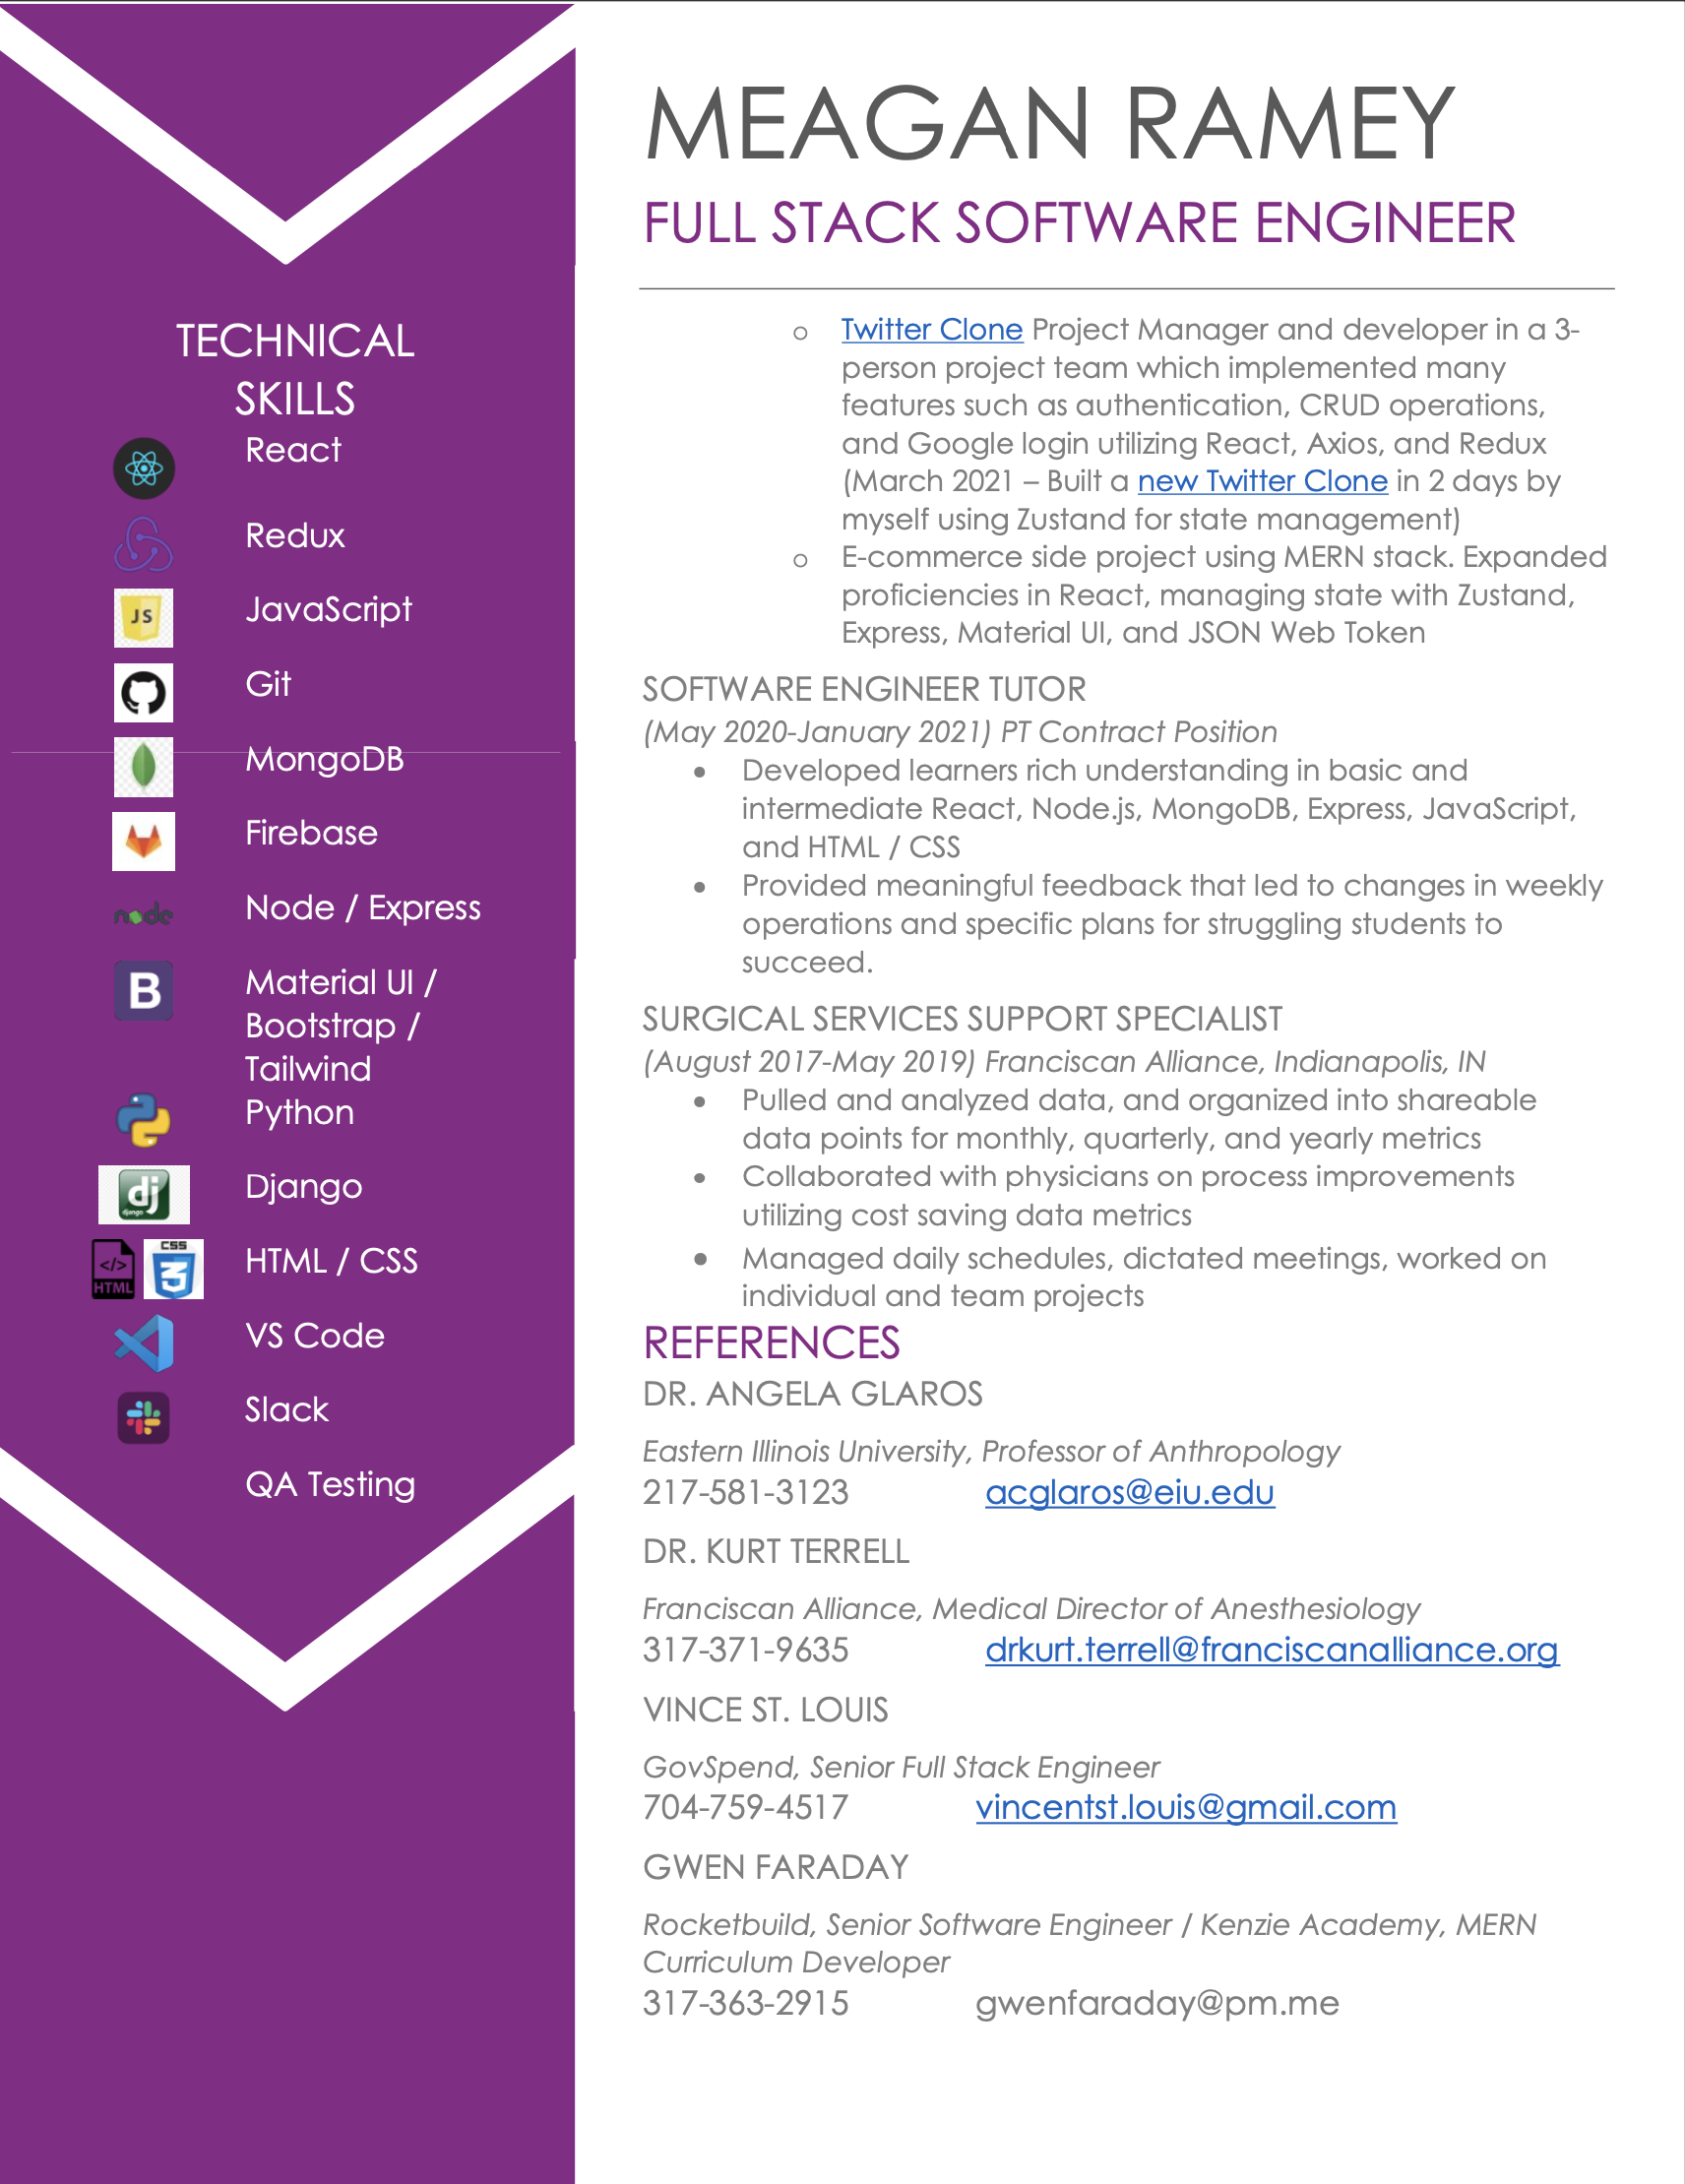 MEAGAN RAMEY
FULL STACK SOFTWARE ENGINEER
TECHNICAL
SKILLS
React
Redux
JS
JavaScript
Git
MongoDB
Firebase
node
Node / Express
B
Material UI /
Bootstrap /
Tailwind
Python
dj
django
Django
</>
HTML
CSS
3
HTML / CSS
VS Code
Slack
QA Testing
o Twitter Clone Project Manager and developer in a 3-
person project team which implemented many
features such as authentication, CRUD operations,
and Google login utilizing React, Axios, and Redux
(March 2021 – Built a new Twitter Clone in 2 days by
myself using Zustand for state management)
o E-commerce side project using MERN stack. Expanded
proficiencies in React, managing state with Zustand,
Express, Material UI, and JSON Web Token
SOFTWARE ENGINEER TUTOR
(May 2020-January 2021) PT Contract Position
• Developed learners rich understanding in basic and
intermediate React, Node.js, MongoDB, Express, JavaScript,
and HTML / CSS
• Provided meaningful feedback that led to changes in weekly
operations and specific plans for struggling students to
succeed.
SURGICAL SERVICES SUPPORT SPECIALIST
(August 2017-May 2019) Franciscan Alliance, Indianapolis, IN
• Pulled and analyzed data, and organized into shareable
data points for monthly, quarterly, and yearly metrics
• Collaborated with physicians on process improvements
utilizing cost saving data metrics
• Managed daily schedules, dictated meetings, worked on
individual and team projects
REFERENCES
DR. ANGELA GLAROS
Eastern Illinois University, Professor of Anthropology
217-581-3123 acglaros@eiu.edu
DR. KURT TERRELL
Franciscan Alliance, Medical Director of Anesthesiology
317-371-9635 drkurt.terrell@franciscanalliance.org
VINCE ST. LOUIS
GovSpend, Senior Full Stack Engineer
704-759-4517 vincentst.louis@gmail.com
GWEN FARADAY
Rocketbuild, Senior Software Engineer / Kenzie Academy, MERN
Curriculum Developer
317-363-2915 gwenfaraday@pm.me